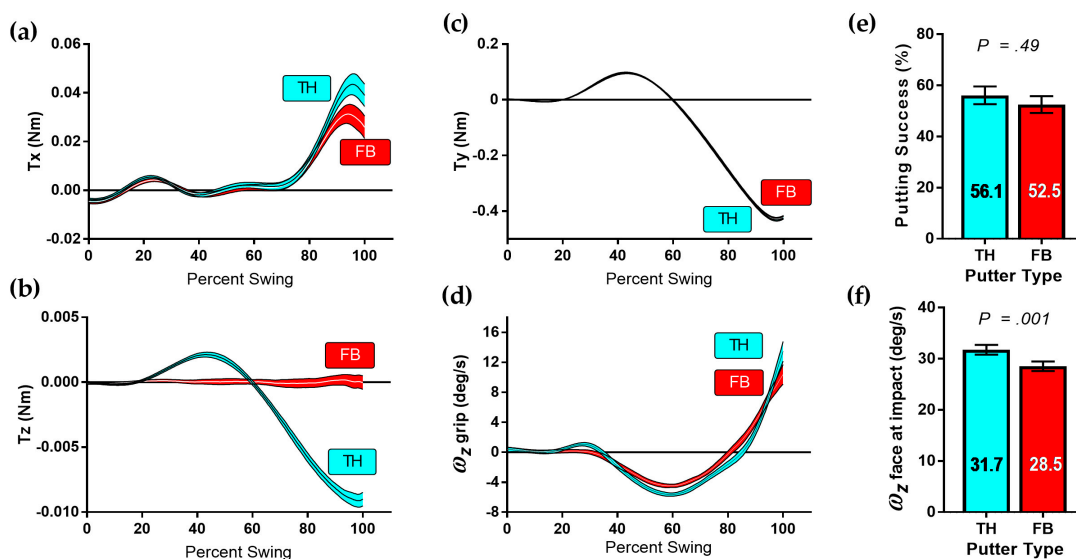 (a)
0.06
0.04
0.02
0.00
-0.02
Tx (Nm)
TH
FB
0 20 40 60 80 100
Percent Swing
(b)
0.005
0.000
-0.005
-0.010
Tz (Nm)
FB
TH
0 20 40 60 80 100
Percent Swing
(c)
0.2
0
-0.2
-0.4
Ty (Nm)
FB
TH
0 20 40 60 80 100
Percent Swing
(d)
16
12
8
4
0
-4
-8
ωz grip (deg/s)
TH
FB
0 20 40 60 80 100
Percent Swing
(e)
P = .49
80
60
40
20
0
Putting Success (%)
56.1 52.5
TH FB
Putter Type
(f)
P = .001
40
30
20
10
0
ωz face at impact (deg/s)
31.7 28.5
TH FB
Putter Type